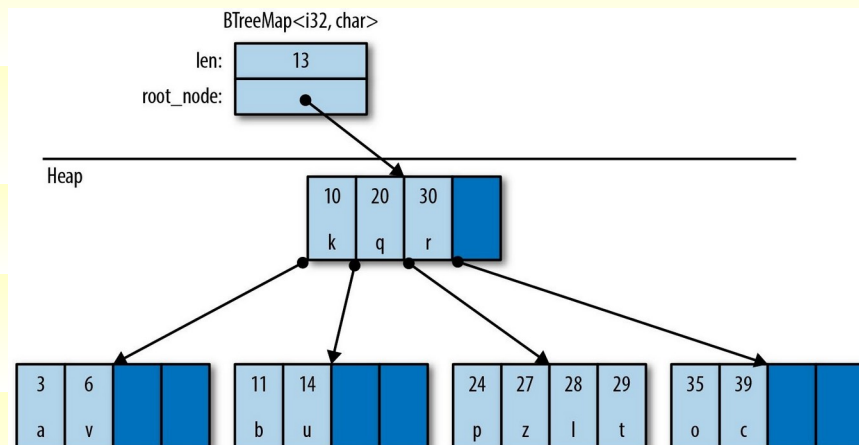 BTreeMap<i32, char>
len: 13
root_node:
Heap
10 20 30
k q r
3 6 11 14 24 27 28 29 35 39
a v b u p z l t o c